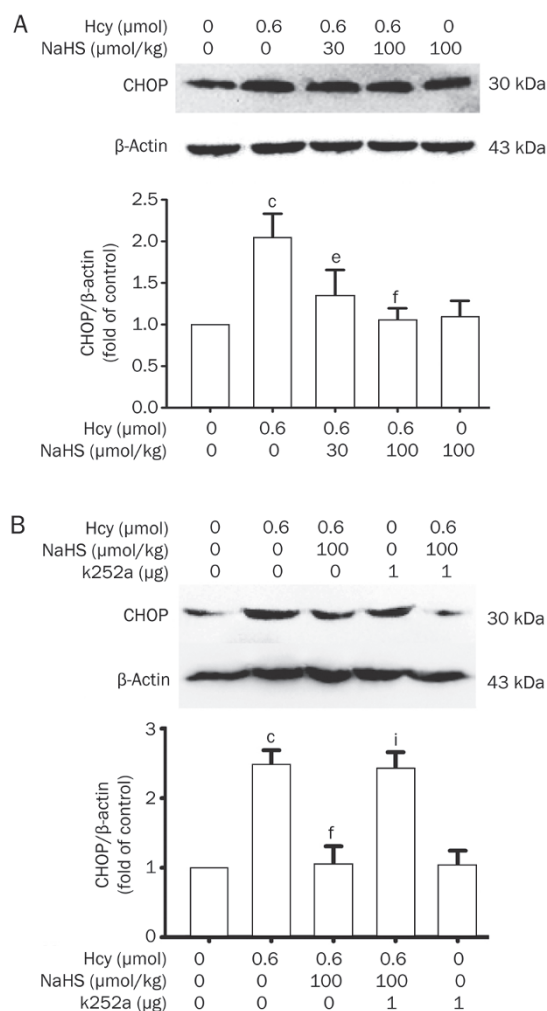 A
Hcy (μmol) 0 0.6 0.6 0.6 0
NaHS (μmol/kg) 0 0 30 100 100
CHOP 30 kDa
β-Actin 43 kDa
2.5
2.0
1.5
1.0
0.5
0.0
CHOP/β-actin
(fold of control)
c
e
f
Hcy (μmol) 0 0.6 0.6 0.6 0
NaHS (μmol/kg) 0 0 30 100 100
B
Hcy (μmol) 0 0.6 0.6 0 0.6
NaHS (μmol/kg) 0 0 100 0 100
k252a (μg) 0 0 0 1 1
CHOP 30 kDa
β-Actin 43 kDa
3
2
1
0
CHOP/β-actin
(fold of control)
c
f
i
Hcy (μmol) 0 0.6 0.6 0.6 0
NaHS (μmol/kg) 0 0 100 100 0
k252a (μg) 0 0 0 1 1